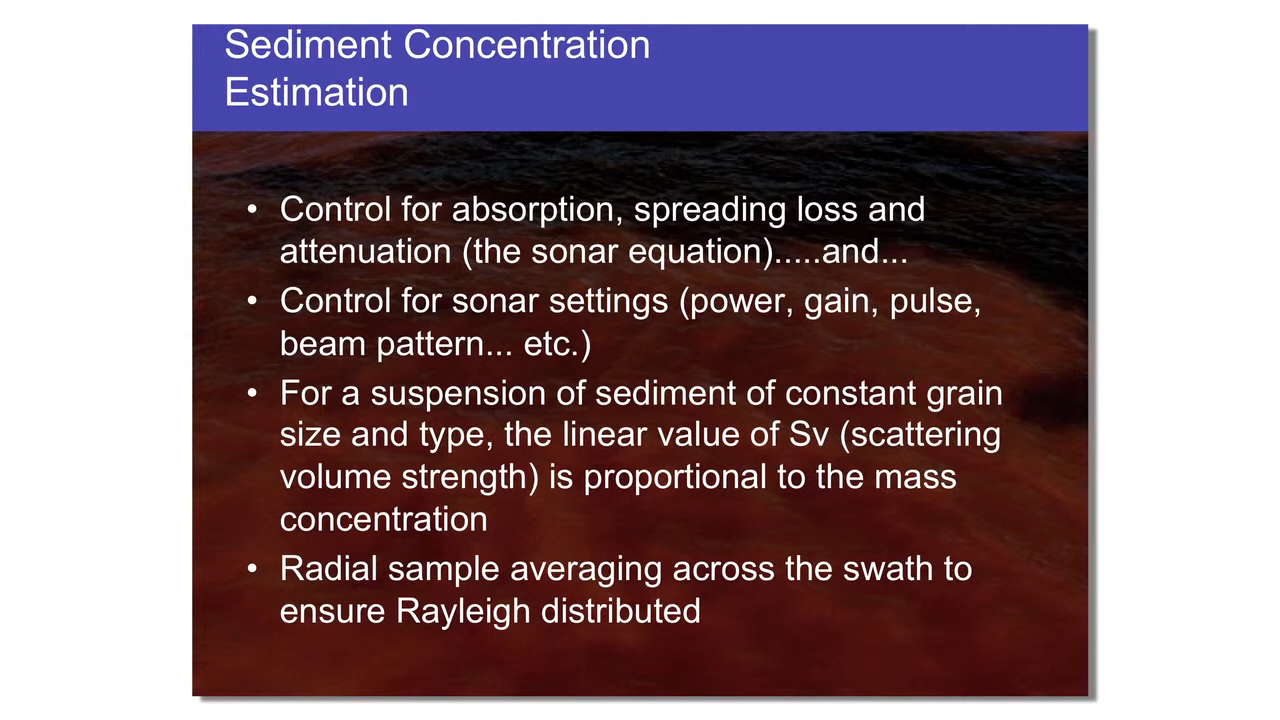 Sediment Concentration
Estimation
• Control for absorption, spreading loss and
attenuation (the sonar equation).....and...
• Control for sonar settings (power, gain, pulse,
beam pattern... etc.)
• For a suspension of sediment of constant grain
size and type, the linear value of Sv (scattering
volume strength) is proportional to the mass
concentration
• Radial sample averaging across the swath to
ensure Rayleigh distributed